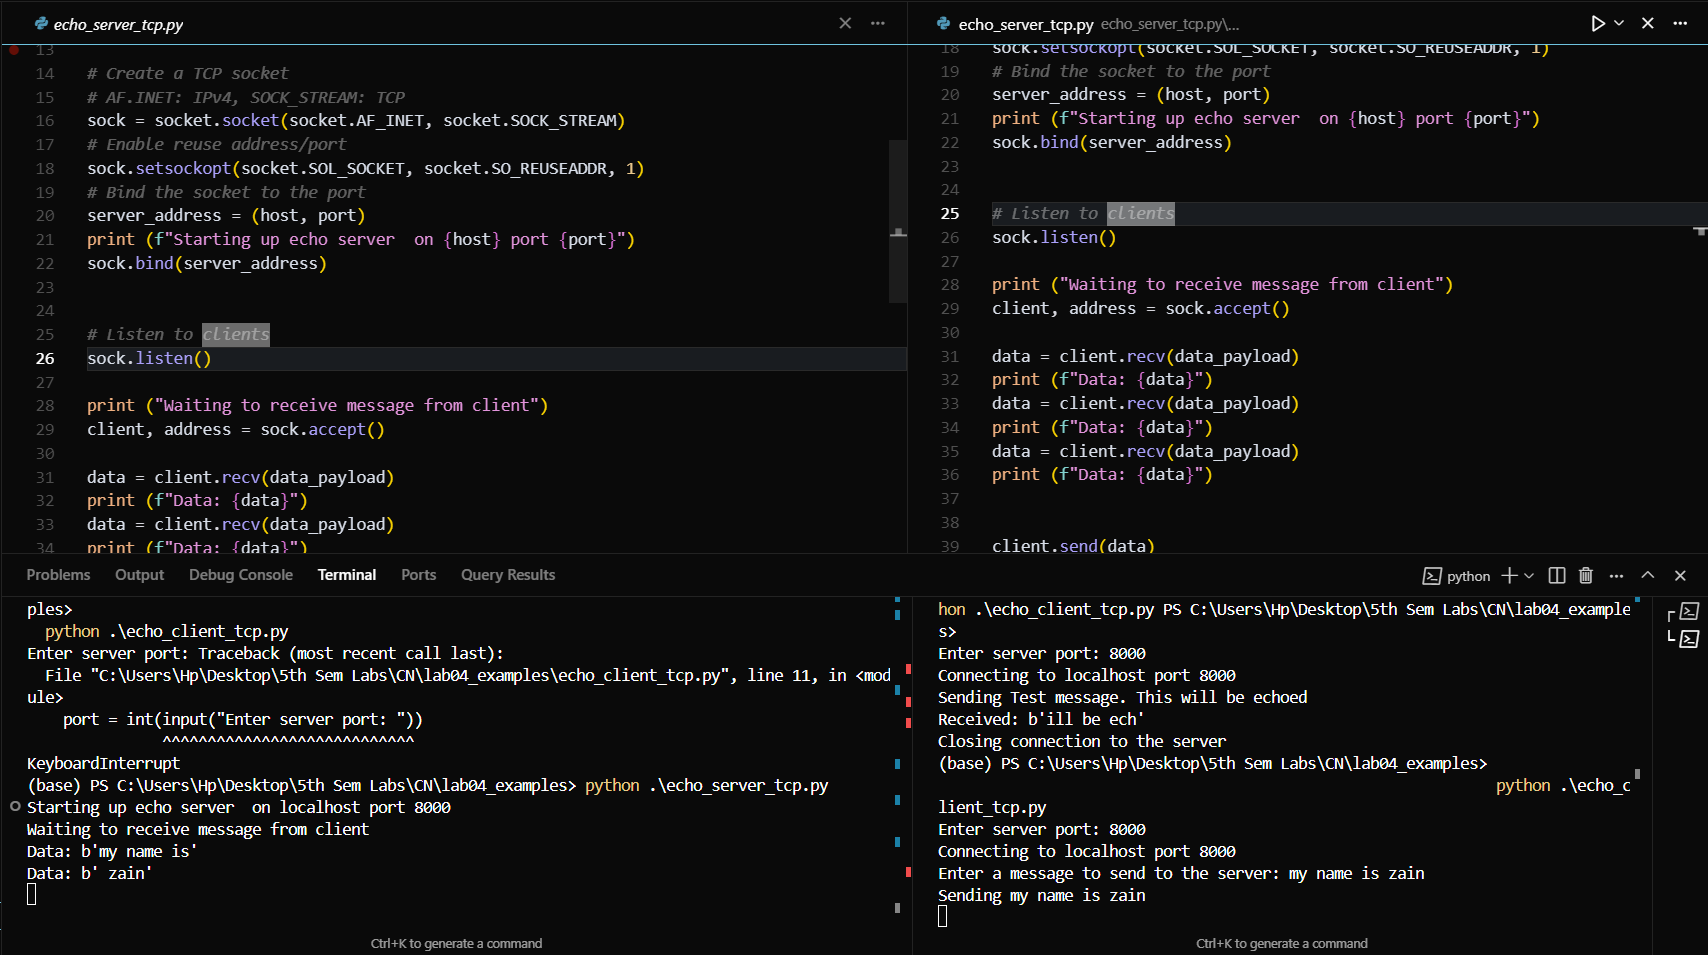 echo_server_tcp.py
13
14 # Create a TCP socket
15 # AF.INET: IPv4, SOCK_STREAM: TCP
16 sock = socket.socket(socket.AF_INET, socket.SOCK_STREAM)
17 # Enable reuse address/port
18 sock.setsockopt(socket.SOL_SOCKET, socket.SO_REUSEADDR, 1)
19 # Bind the socket to the port
20 server_address = (host, port)
21 print (f"Starting up echo server  on {host} port {port}")
22 sock.bind(server_address)
23
24
25 # Listen to clients
26 sock.listen()
27
28 print ("Waiting to receive message from client")
29 client, address = sock.accept()
30
31 data = client.recv(data_payload)
32 print (f"Data: {data}")
33 data = client.recv(data_payload)
34 print (f"Data: {data}")
echo_server_tcp.py echo_server_tcp.py\...
18 sock.setsockopt(socket.SOL_SOCKET, socket.SO_REUSEADDR, 1)
19 # Bind the socket to the port
20 server_address = (host, port)
21 print (f"Starting up echo server  on {host} port {port}")
22 sock.bind(server_address)
23
24
25 # Listen to clients
26 sock.listen()
27
28 print ("Waiting to receive message from client")
29 client, address = sock.accept()
30
31 data = client.recv(data_payload)
32 print (f"Data: {data}")
33 data = client.recv(data_payload)
34 print (f"Data: {data}")
35 data = client.recv(data_payload)
36 print (f"Data: {data}")
37
38
39 client.send(data)
Problems Output Debug Console Terminal Ports Query Results
python
ples>
python .\echo_client_tcp.py
Enter server port: Traceback (most recent call last):
File "C:\Users\Hp\Desktop\5th Sem Labs\CN\lab04_examples\echo_client_tcp.py", line 11, in <mod
ule>
port = int(input("Enter server port: "))
^^^^^^^^^^^^^^^^^^^^^^^^^^^^
KeyboardInterrupt
(base) PS C:\Users\Hp\Desktop\5th Sem Labs\CN\lab04_examples> python .\echo_server_tcp.py
Starting up echo server  on localhost port 8000
Waiting to receive message from client
Data: b'my name is'
Data: b' zain'
Ctrl+K to generate a command
hon .\echo_client_tcp.py PS C:\Users\Hp\Desktop\5th Sem Labs\CN\lab04_example
s>
Enter server port: 8000
Connecting to localhost port 8000
Sending Test message. This will be echoed
Received: b'ill be ech'
Closing connection to the server
(base) PS C:\Users\Hp\Desktop\5th Sem Labs\CN\lab04_examples>
python .\echo_c
lient_tcp.py
Enter server port: 8000
Connecting to localhost port 8000
Enter a message to send to the server: my name is zain
Sending my name is zain
Ctrl+K to generate a command